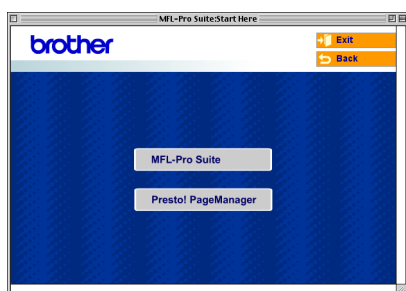 MFL-Pro Suite:Start Here
brother
Exit
Back
MFL-Pro Suite
Presto! PageManager